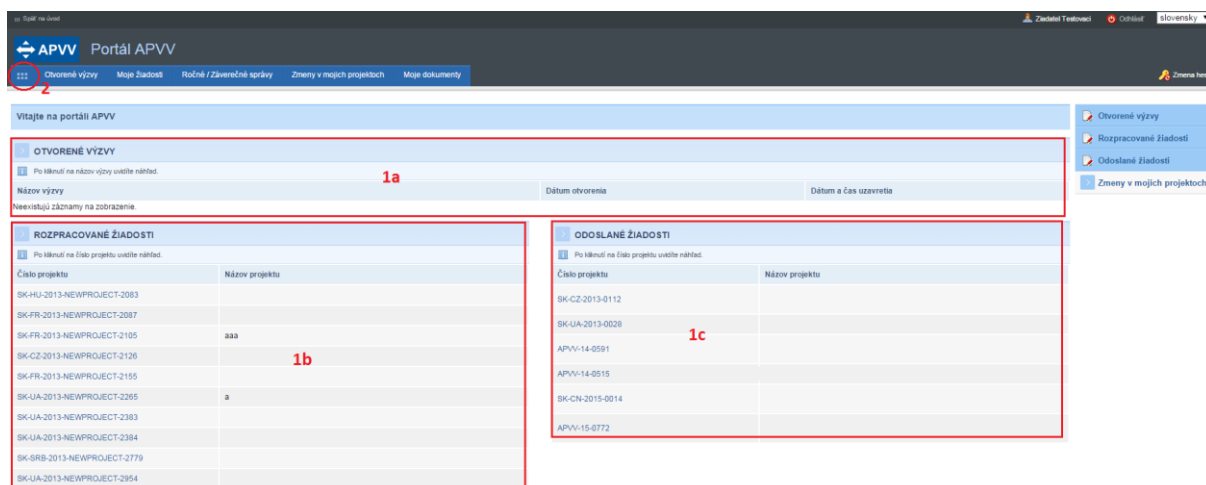 Späť na úvod
Ziedatel Testovaci Odhlásiť slovensky
APVV Portál APVV
Otvorené výzvy Moje žiadosti Ročné / Záverečné správy Zmeny v mojich projektoch Moje dokumenty Zmena hes
2
Vitajte na portáli APVV
OTVORENÉ VÝZVY
Po kliknutí na názov výzvy uvidíte náhľad.
1a
Názov výzvy Dátum otvorenia Dátum a čas uzavretia
Neexistujú záznamy na zobrazenie.
Otvorené výzvy
Rozpracované žiadosti
Odoslané žiadosti
Zmeny v mojich projektoch
ROZPRACOVANÉ ŽIADOSTI
Po kliknutí na číslo projektu uvidíte náhľad.
Číslo projektu Názov projektu
SK-HU-2013-NEWPROJECT-2083
SK-FR-2013-NEWPROJECT-2087
SK-FR-2013-NEWPROJECT-2105 aaa
SK-CZ-2013-NEWPROJECT-2126
1b
SK-FR-2013-NEWPROJECT-2155
SK-UA-2013-NEWPROJECT-2265 a
SK-UA-2013-NEWPROJECT-2383
SK-UA-2013-NEWPROJECT-2384
SK-SRB-2013-NEWPROJECT-2779
SK-UA-2013-NEWPROJECT-2954
ODOSLANÉ ŽIADOSTI
Po kliknutí na číslo projektu uvidíte náhľad.
Číslo projektu Názov projektu
SK-CZ-2013-0112
SK-UA-2013-0028
1c
APVV-14-0591
APVV-14-0515
SK-CN-2015-0014
APVV-15-0772